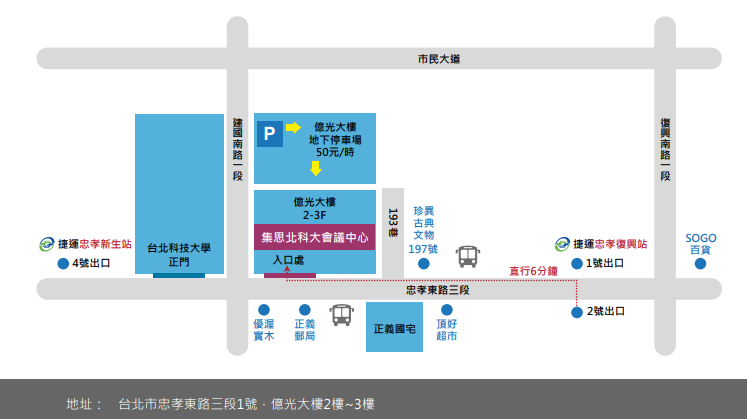 市民大道
建國南路一段
復興南路一段
P
億光大樓
地下停車場
50元/時
億光大樓
2-3F
集思北科大會議中心
入口處
193巷
珍異
古典
文物
197號
捷運忠孝新生站
4號出口
台北科技大學
正門
捷運忠孝復興站
1號出口
SOGO
百貨
直行6分鐘
忠孝東路三段
2號出口
優渥
實木
正義
郵局
正義國宅
頂好
超市
地址： 台北市忠孝東路三段1號．億光大樓2樓~3樓